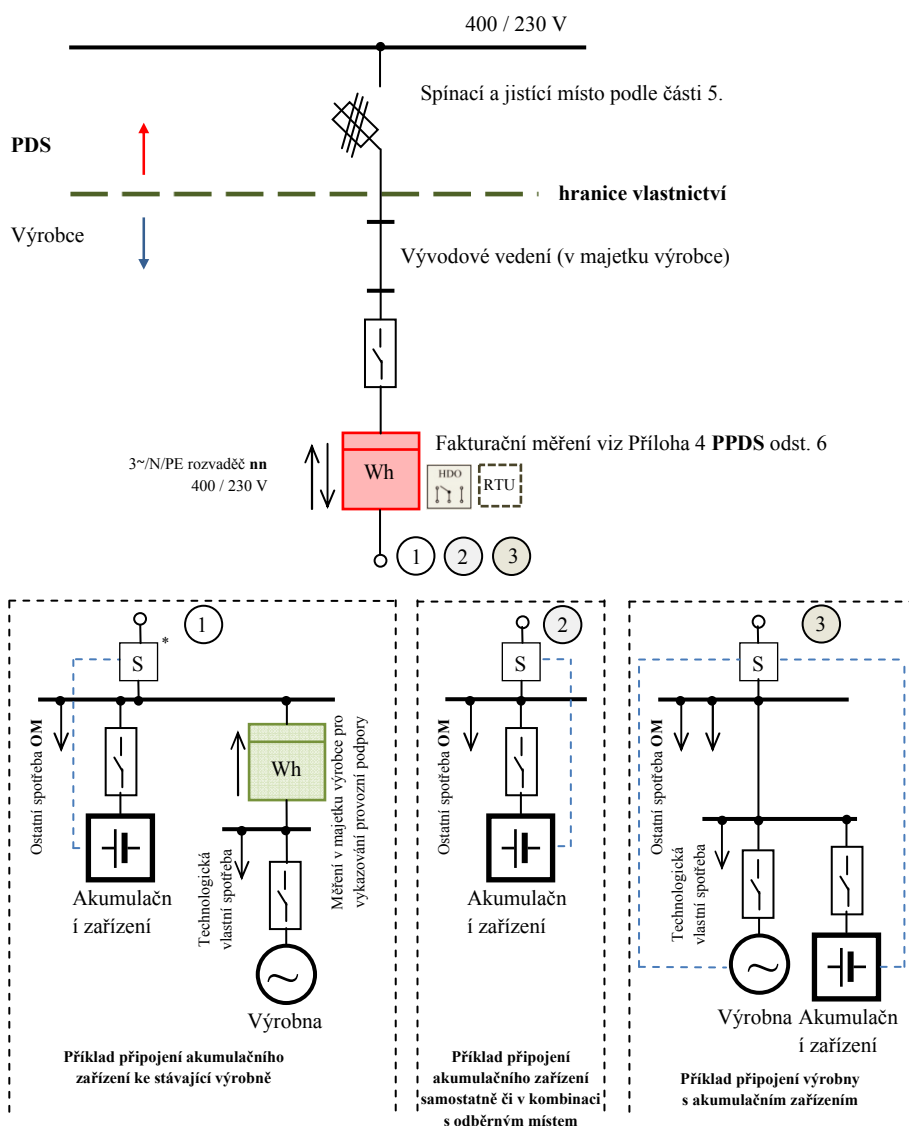 400 / 230 V
Spínací a jistící místo podle části 5.
PDS
hranice vlastnictví
Výrobce
Vývodové vedení (v majetku výrobce)
Fakturační měření viz Příloha 4 PPDS odst. 6
3~/N/PE rozvaděč nn
400 / 230 V
Wh
HDO
RTU
1
2
3
1
S
*
Ostatní spotřeba OM
Wh
Měření v majetku výrobce pro
vykazování provozní podpory
Technologická
vlastní spotřeba
Akumulačn
í zařízení
Výrobna
Příklad připojení akumulačního
zařízení ke stávající výrobně
2
S
Ostatní spotřeba OM
Akumulačn
í zařízení
Příklad připojení
akumulačního zařízení
samostatně či v kombinaci
s odběrným místem
3
S
Ostatní spotřeba OM
Technologická
vlastní spotřeba
Výrobna
Akumulačn
í zařízení
Příklad připojení výrobny
s akumulačním zařízením